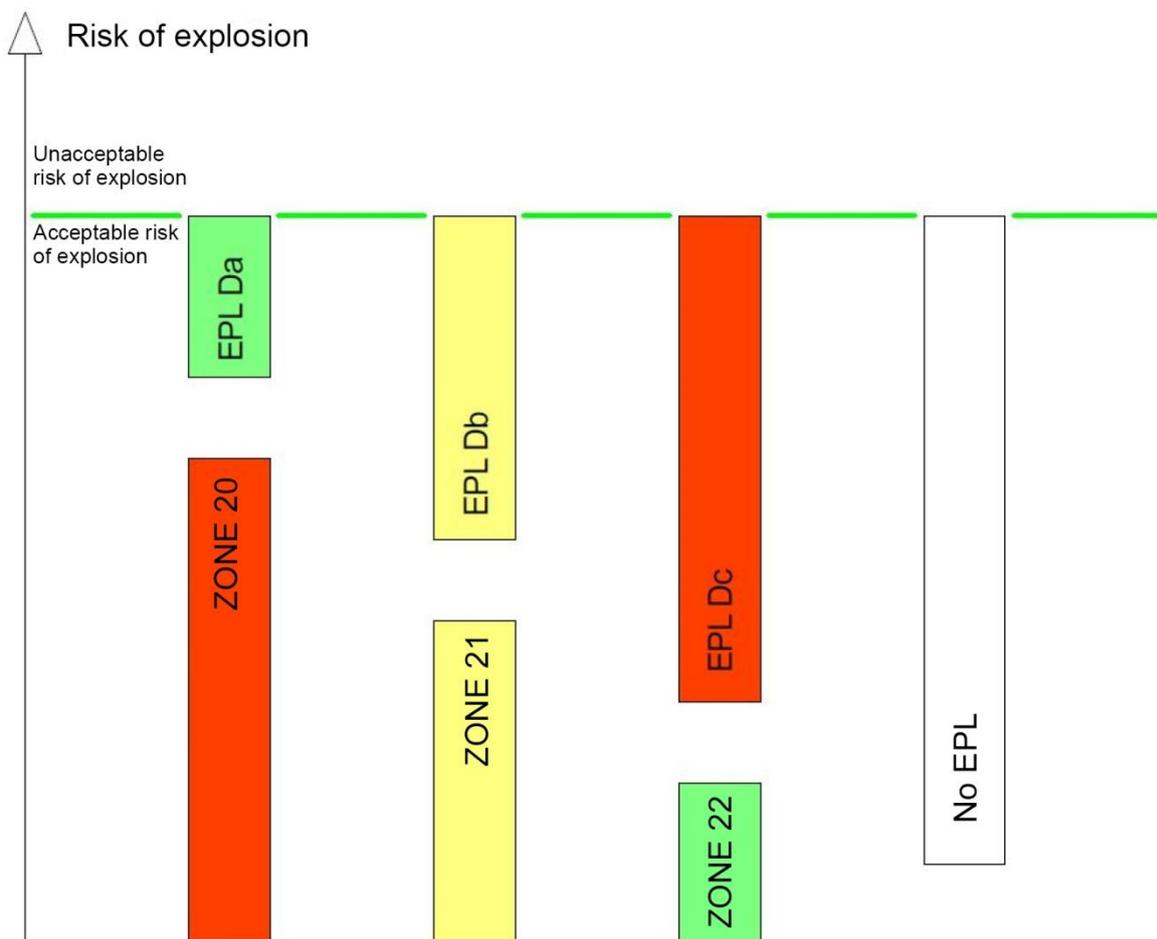 Risk of explosion
Unacceptable
risk of explosion
Acceptable risk
of explosion
EPL Da
ZONE 20
EPL Db
ZONE 21
EPL Dc
ZONE 22
No EPL